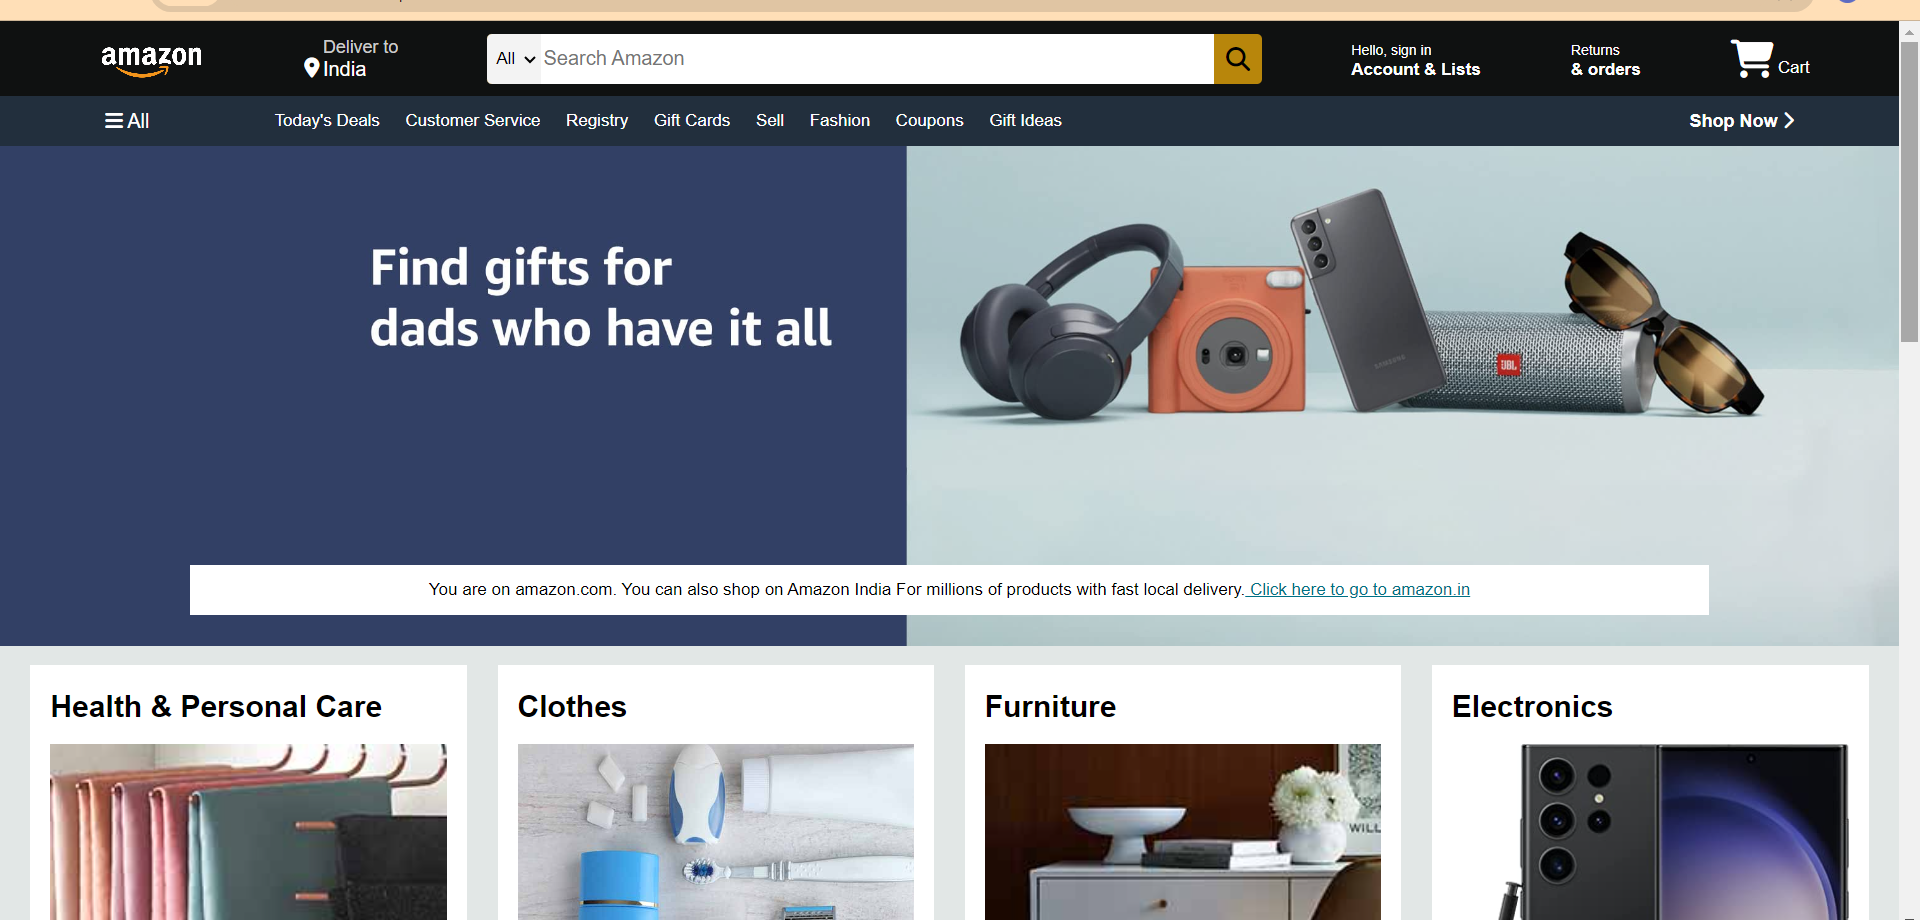 amazon
Deliver to
India
All
Search Amazon
Hello, sign in
Account & Lists
Returns
& orders
Cart
All
Today's Deals
Customer Service
Registry
Gift Cards
Sell
Fashion
Coupons
Gift Ideas
Shop Now
Find gifts for
dads who have it all
SAMSUNG
JBL
You are on amazon.com. You can also shop on Amazon India For millions of products with fast local delivery. Click here to go to amazon.in
Health & Personal Care
Clothes
Furniture
Electronics
WILL